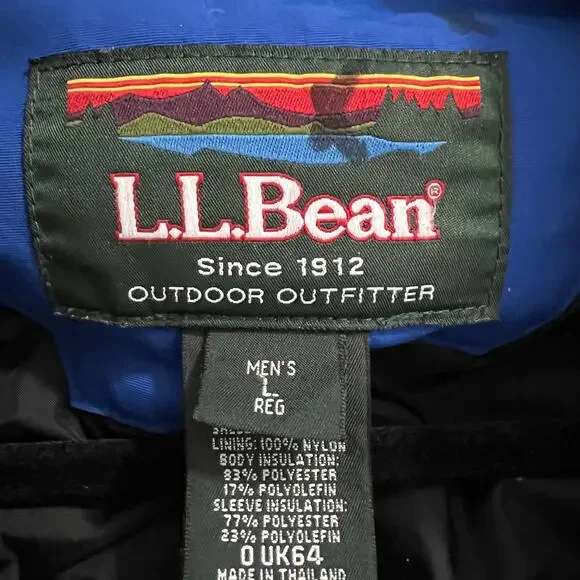 L.L.Bean®
Since 1912
OUTDOOR OUTFITTER
MEN'S
L
REG
LINING: 100% NYLON
BODY INSULATION:
83% POLYESTER
17% POLYOLEFIN
SLEEVE INSULATION:
77% POLYESTER
23% POLYOLEFIN
0 UK64
MADE IN THAILAND